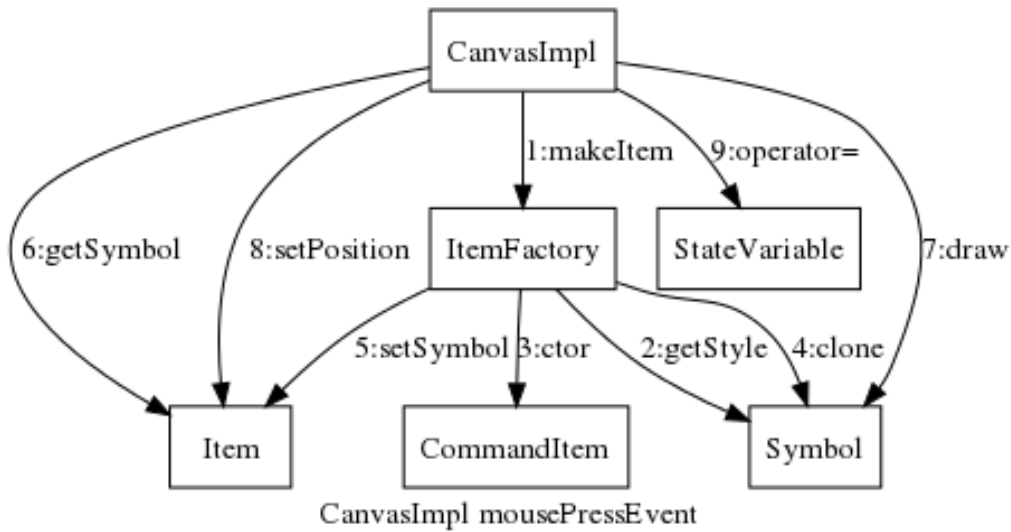 CanvasImpl
1:makeItem
9:operator=
6:getSymbol
8:setPosition
ItemFactory
StateVariable
7:draw
5:setSymbol
3:ctor
2:getStyle
4:clone
Item
CommandItem
Symbol
CanvasImpl mousePressEvent